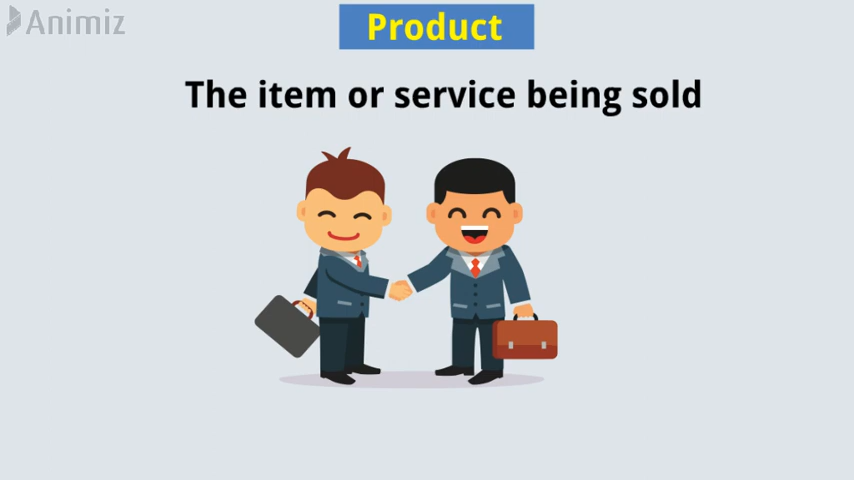 Animiz
Product
The item or service being sold